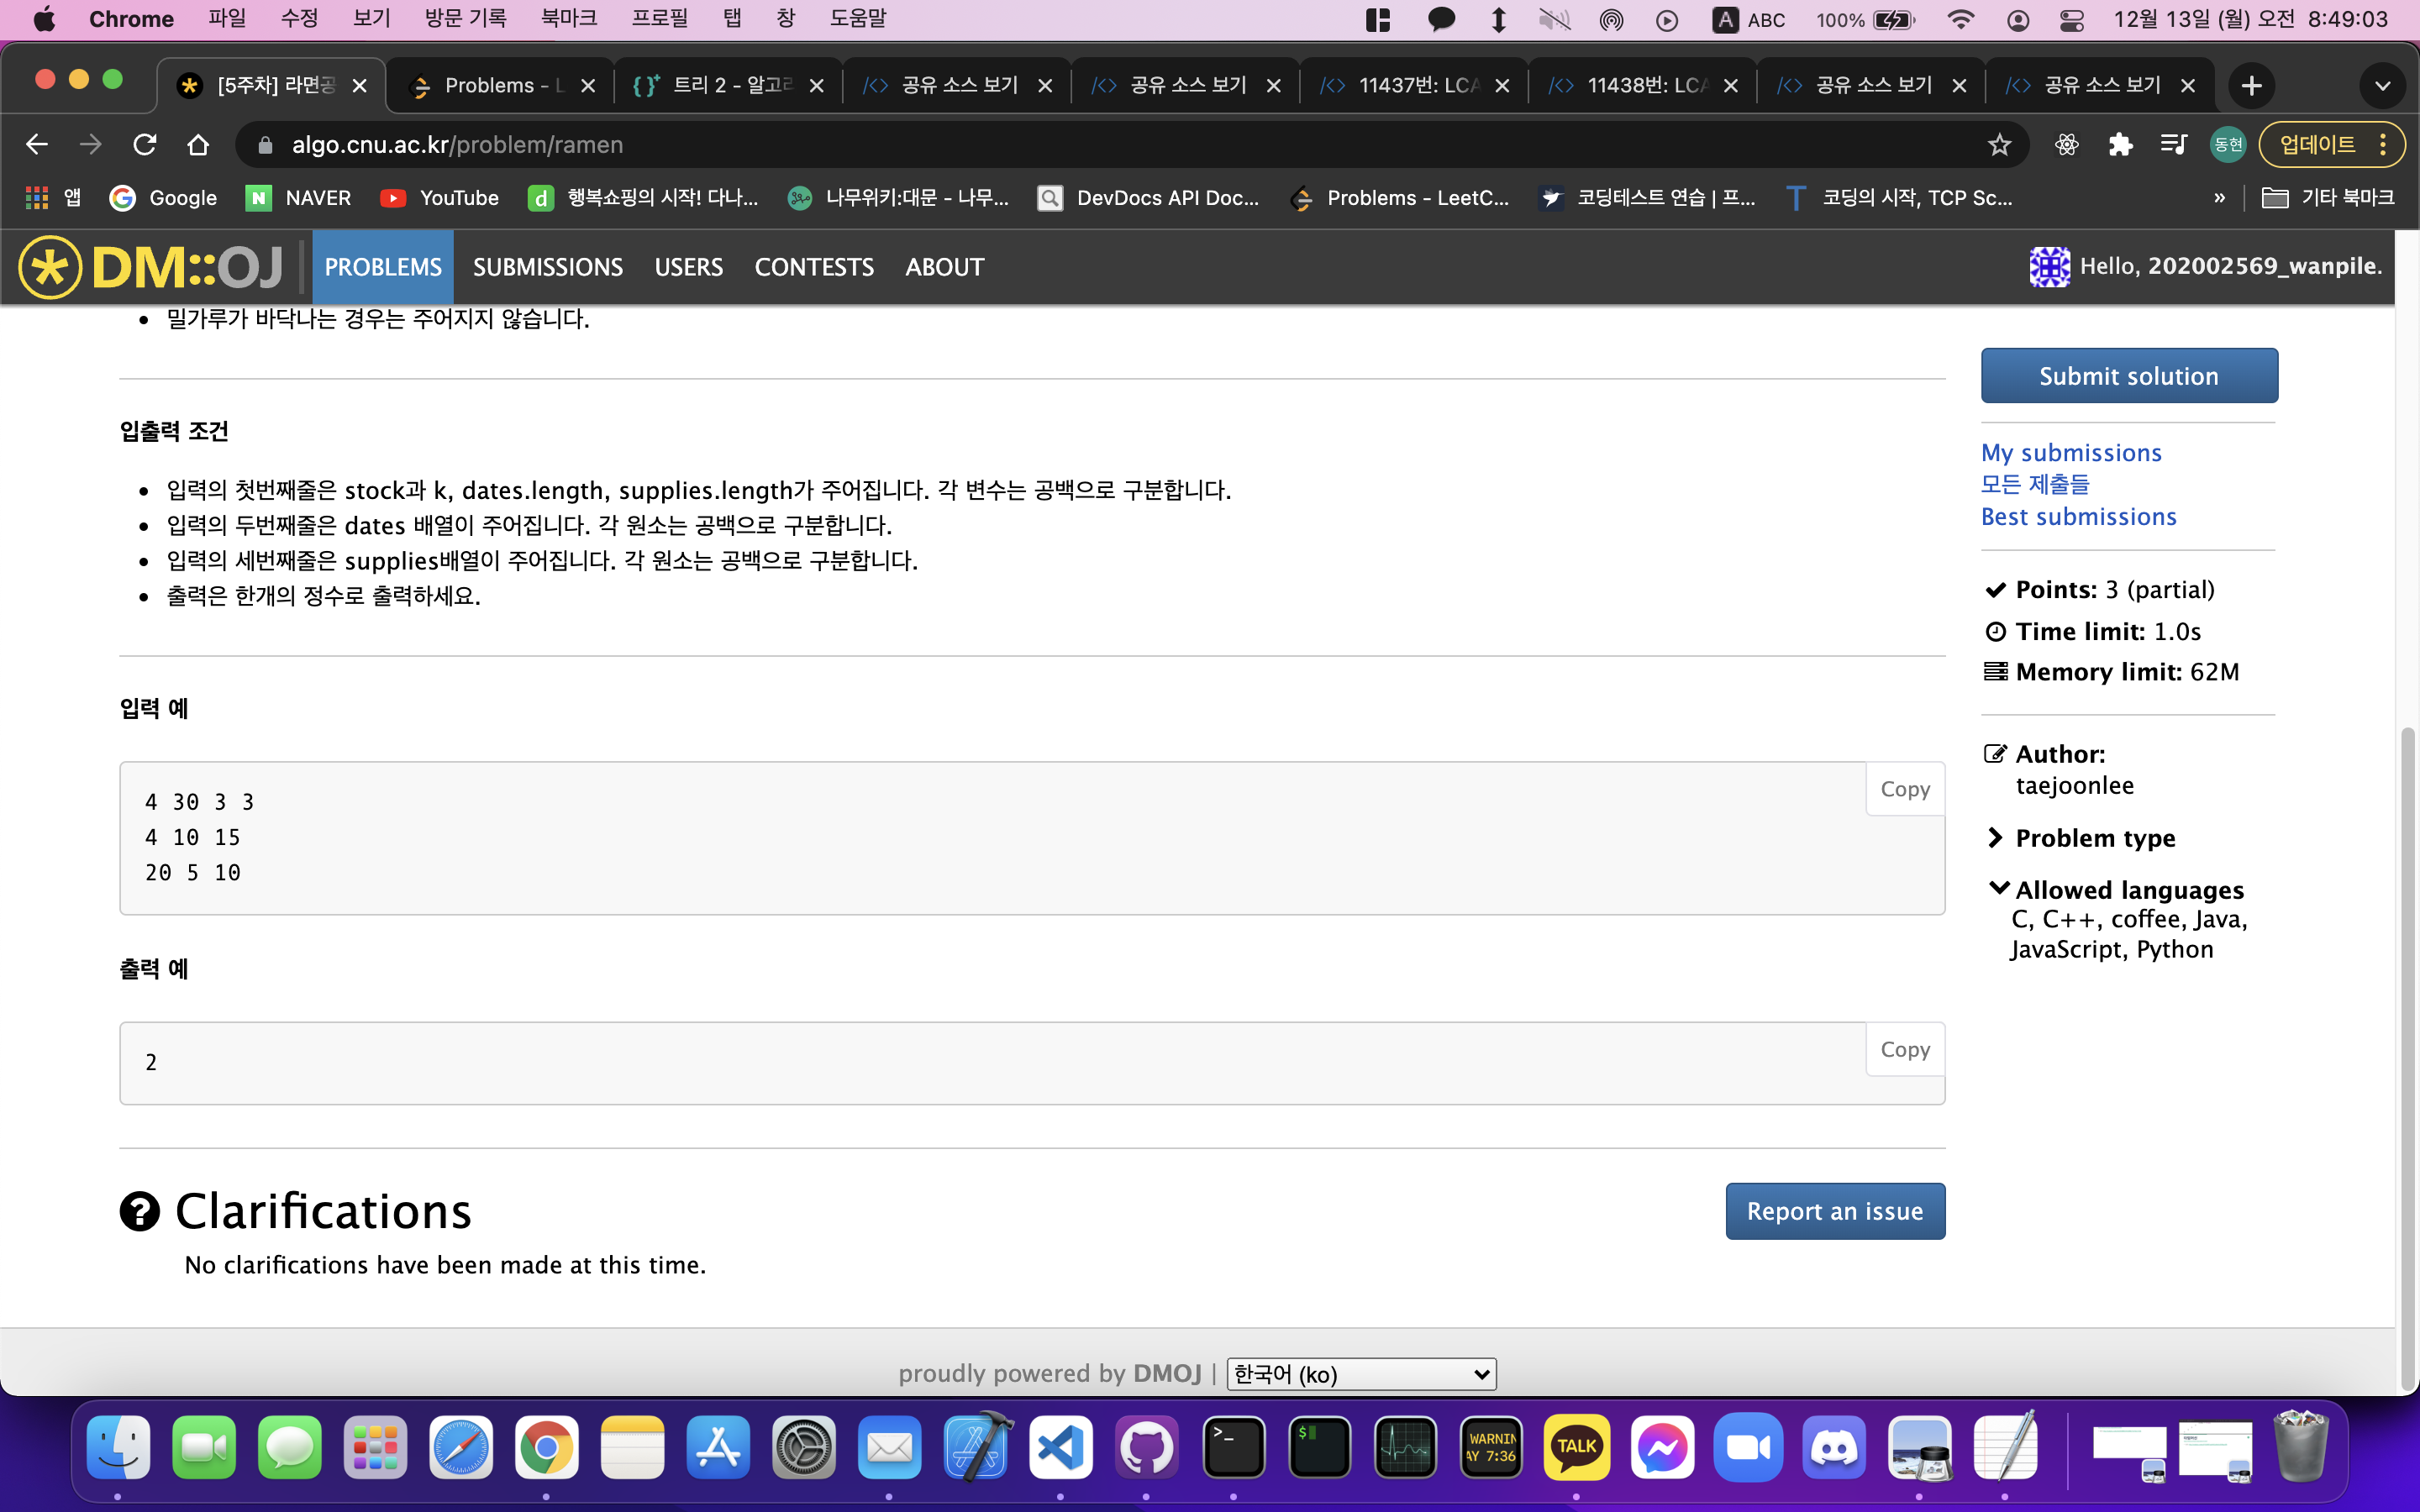 Chrome 파일 수정 보기 방문 기록 북마크 프로필 탭 창 도움말 A ABC 100% 12월 13일 (월) 오전 8:49:03
[5주차] 라면공 Problems - L 트리 2 - 알고리 공유 소스 보기 공유 소스 보기 11437번: LCA 11438번: LCA 공유 소스 보기 공유 소스 보기
algo.cnu.ac.kr/problem/ramen 동현 업데이트
앱 Google NAVER YouTube 행복쇼핑의 시작! 다나... 나무위키:대문 - 나무... DevDocs API Doc... Problems - LeetC... 코딩테스트 연습 | 프... 코딩의 시작, TCP Sc... » 기타 북마크
DM::OJ PROBLEMS SUBMISSIONS USERS CONTESTS ABOUT Hello, 202002569_wanpile.
밀가루가 바닥나는 경우는 주어지지 않습니다.
입출력 조건
입력의 첫번째줄은 stock과 k, dates.length, supplies.length가 주어집니다. 각 변수는 공백으로 구분합니다.
입력의 두번째줄은 dates 배열이 주어집니다. 각 원소는 공백으로 구분합니다.
입력의 세번째줄은 supplies배열이 주어집니다. 각 원소는 공백으로 구분합니다.
출력은 한개의 정수로 출력하세요.
입력 예
Copy
4 30 3 3
4 10 15
20 5 10
출력 예
Copy
2
Clarifications
Report an issue
No clarifications have been made at this time.
Submit solution
My submissions
모든 제출들
Best submissions
Points: 3 (partial)
Time limit: 1.0s
Memory limit: 62M
Author:
taejoonlee
Problem type
Allowed languages
C, C++, coffee, Java,
JavaScript, Python
proudly powered by DMOJ | 한국어 (ko)
WARNIN
AY 7:36
TALK